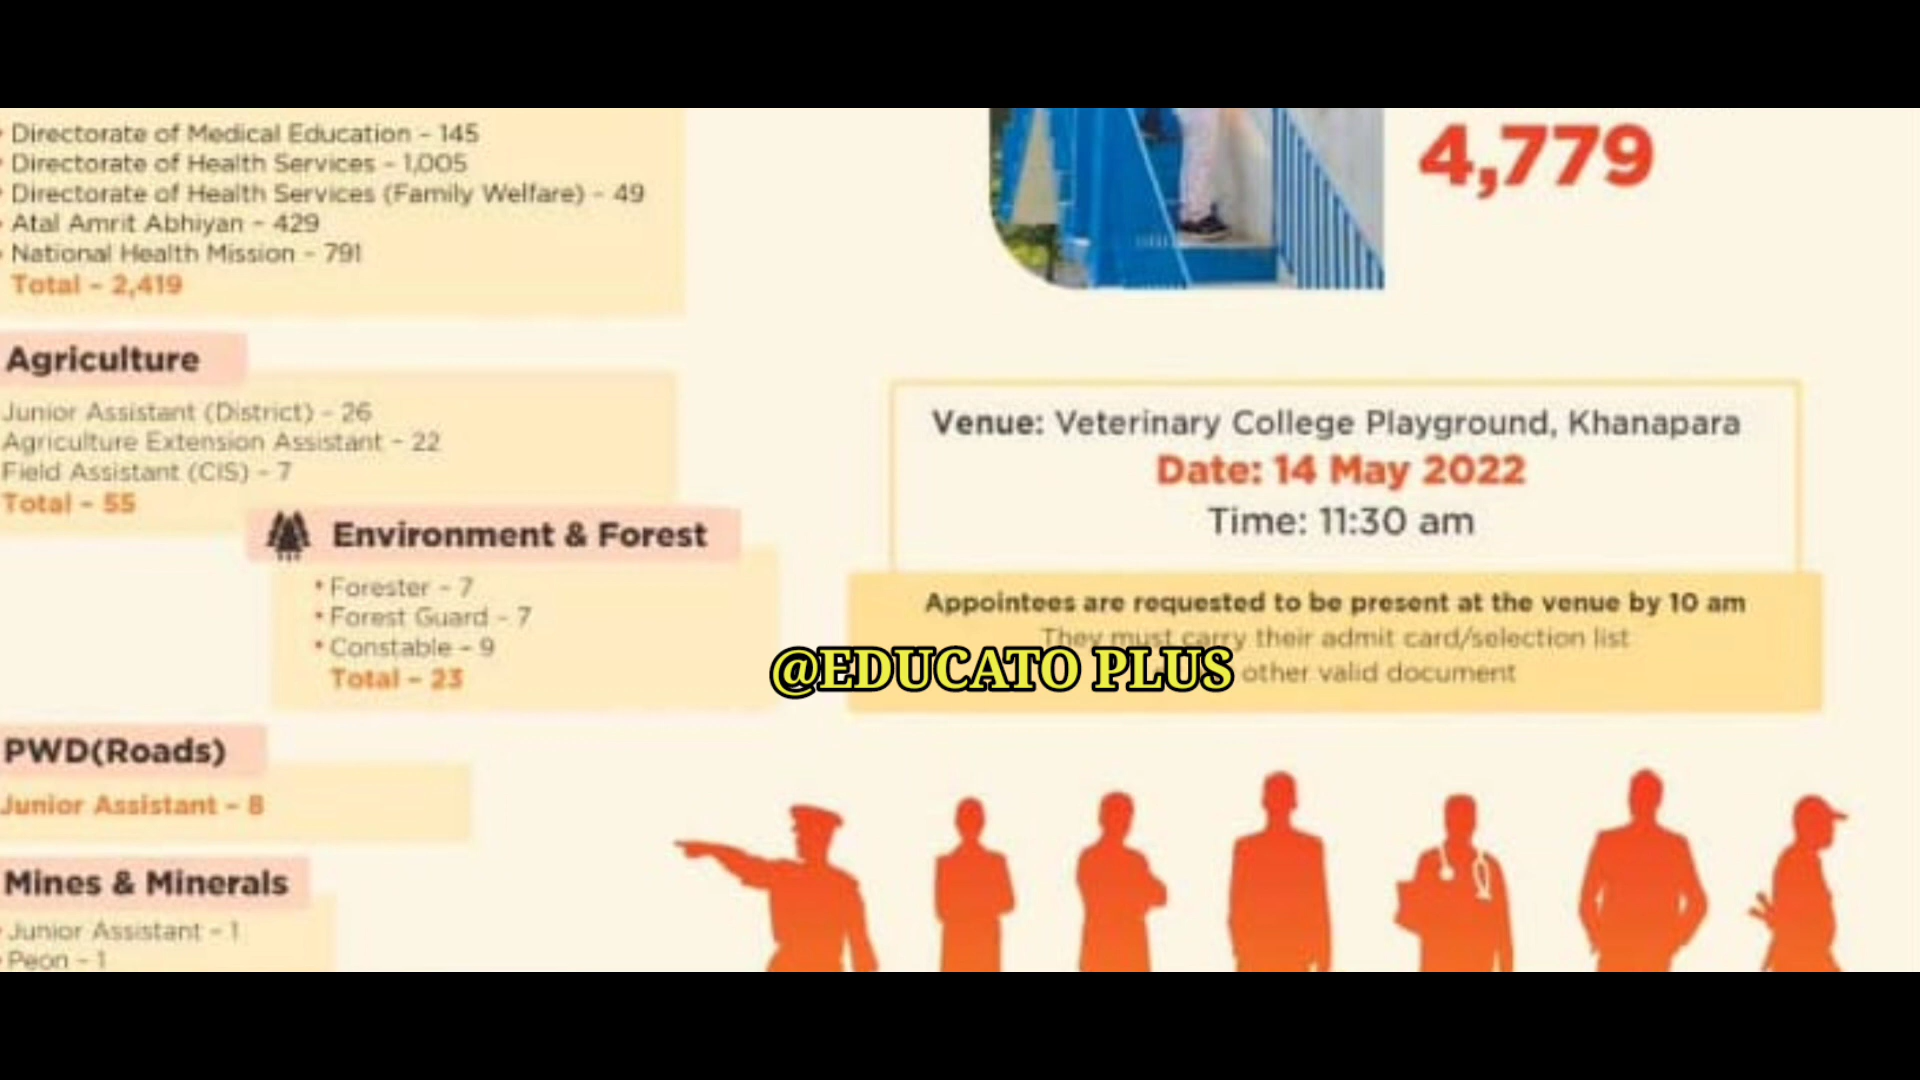 • Directorate of Medical Education – 145
• Directorate of Health Services – 1,005
• Directorate of Health Services (Family Welfare) – 49
• Atal Amrit Abhiyan – 429
• National Health Mission – 791
Total – 2,419
4,779
Agriculture
Junior Assistant (District) – 26
Agriculture Extension Assistant – 22
Field Assistant (CIS) – 7
Total – 55
Environment & Forest
• Forester – 7
• Forest Guard – 7
• Constable – 9
Total – 23
PWD(Roads)
Junior Assistant – 8
Mines & Minerals
• Junior Assistant – 1
• Peon – 1
Venue: Veterinary College Playground, Khanapara
Date: 14 May 2022
Time: 11:30 am
Appointees are requested to be present at the venue by 10 am
They must carry their admit card/selection list
other valid document
@EDUCATO PLUS